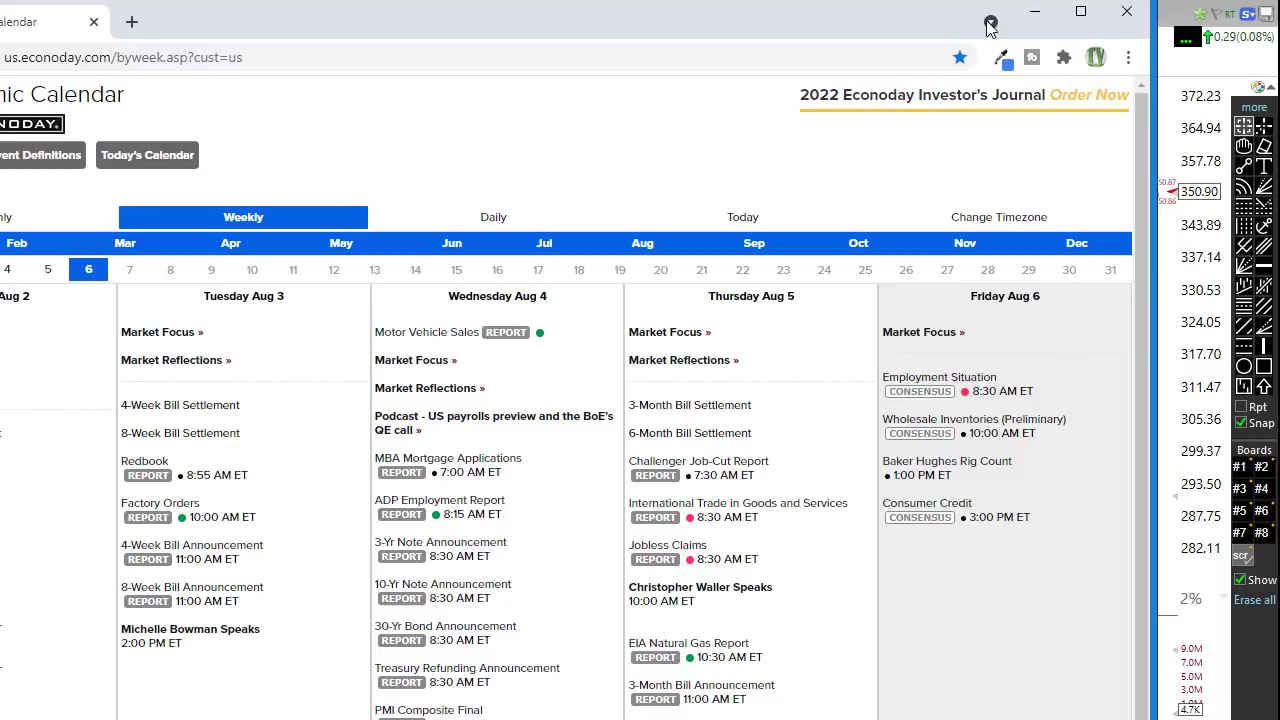 alendar
us.econoday.com/byweek.asp?cust=us
fb
TV
nic Calendar
2022 Econoday Investor's Journal Order Now
NODAY.
vent Definitions
Today's Calendar
hly
Weekly
Daily
Today
Change Timezone
Feb Mar Apr May Jun Jul Aug Sep Oct Nov Dec
4 5 6 7 8 9 10 11 12 13 14 15 16 17 18 19 20 21 22 23 24 25 26 27 28 29 30 31
Aug 2
Tuesday Aug 3
4-Week Bill Settlement
Market Focus »
Market Reflections »
8-Week Bill Settlement
Redbook
REPORT • 8:55 AM ET
Factory Orders
REPORT • 10:00 AM ET
4-Week Bill Announcement
REPORT 11:00 AM ET
8-Week Bill Announcement
REPORT 11:00 AM ET
Michelle Bowman Speaks
2:00 PM ET
Wednesday Aug 4
Motor Vehicle Sales REPORT •
Market Focus »
Market Reflections »
Podcast - US payrolls preview and the BoE's
QE call »
MBA Mortgage Applications
REPORT • 7:00 AM ET
ADP Employment Report
REPORT • 8:15 AM ET
3-Yr Note Announcement
REPORT 8:30 AM ET
10-Yr Note Announcement
REPORT 8:30 AM ET
30-Yr Bond Announcement
REPORT 8:30 AM ET
Treasury Refunding Announcement
REPORT 8:30 AM ET
PMI Composite Final
Thursday Aug 5
Market Focus »
Market Reflections »
3-Month Bill Settlement
6-Month Bill Settlement
Challenger Job-Cut Report
REPORT • 7:30 AM ET
International Trade in Goods and Services
REPORT • 8:30 AM ET
Jobless Claims
REPORT • 8:30 AM ET
Christopher Waller Speaks
10:00 AM ET
EIA Natural Gas Report
REPORT • 10:30 AM ET
3-Month Bill Announcement
REPORT 11:00 AM ET
Friday Aug 6
Market Focus »
Employment Situation
CONSENSUS • 8:30 AM ET
Wholesale Inventories (Preliminary)
CONSENSUS • 10:00 AM ET
Baker Hughes Rig Count
• 1:00 PM ET
Consumer Credit
CONSENSUS • 3:00 PM ET
RT S
... 0.29(0.08%)
372.23
364.94
357.78
50.87
350.90
50.86
343.89
337.14
330.53
324.05
317.70
311.47
305.36
299.37
293.50
287.75
282.11
2%
9.0M
7.0M
5.0M
3.0M
1.0M
4.7K
more
T
Rpt
Snap
Boards
#1 #2
#3 #4
#5 #6
#7 #8
scr
Show
Erase all